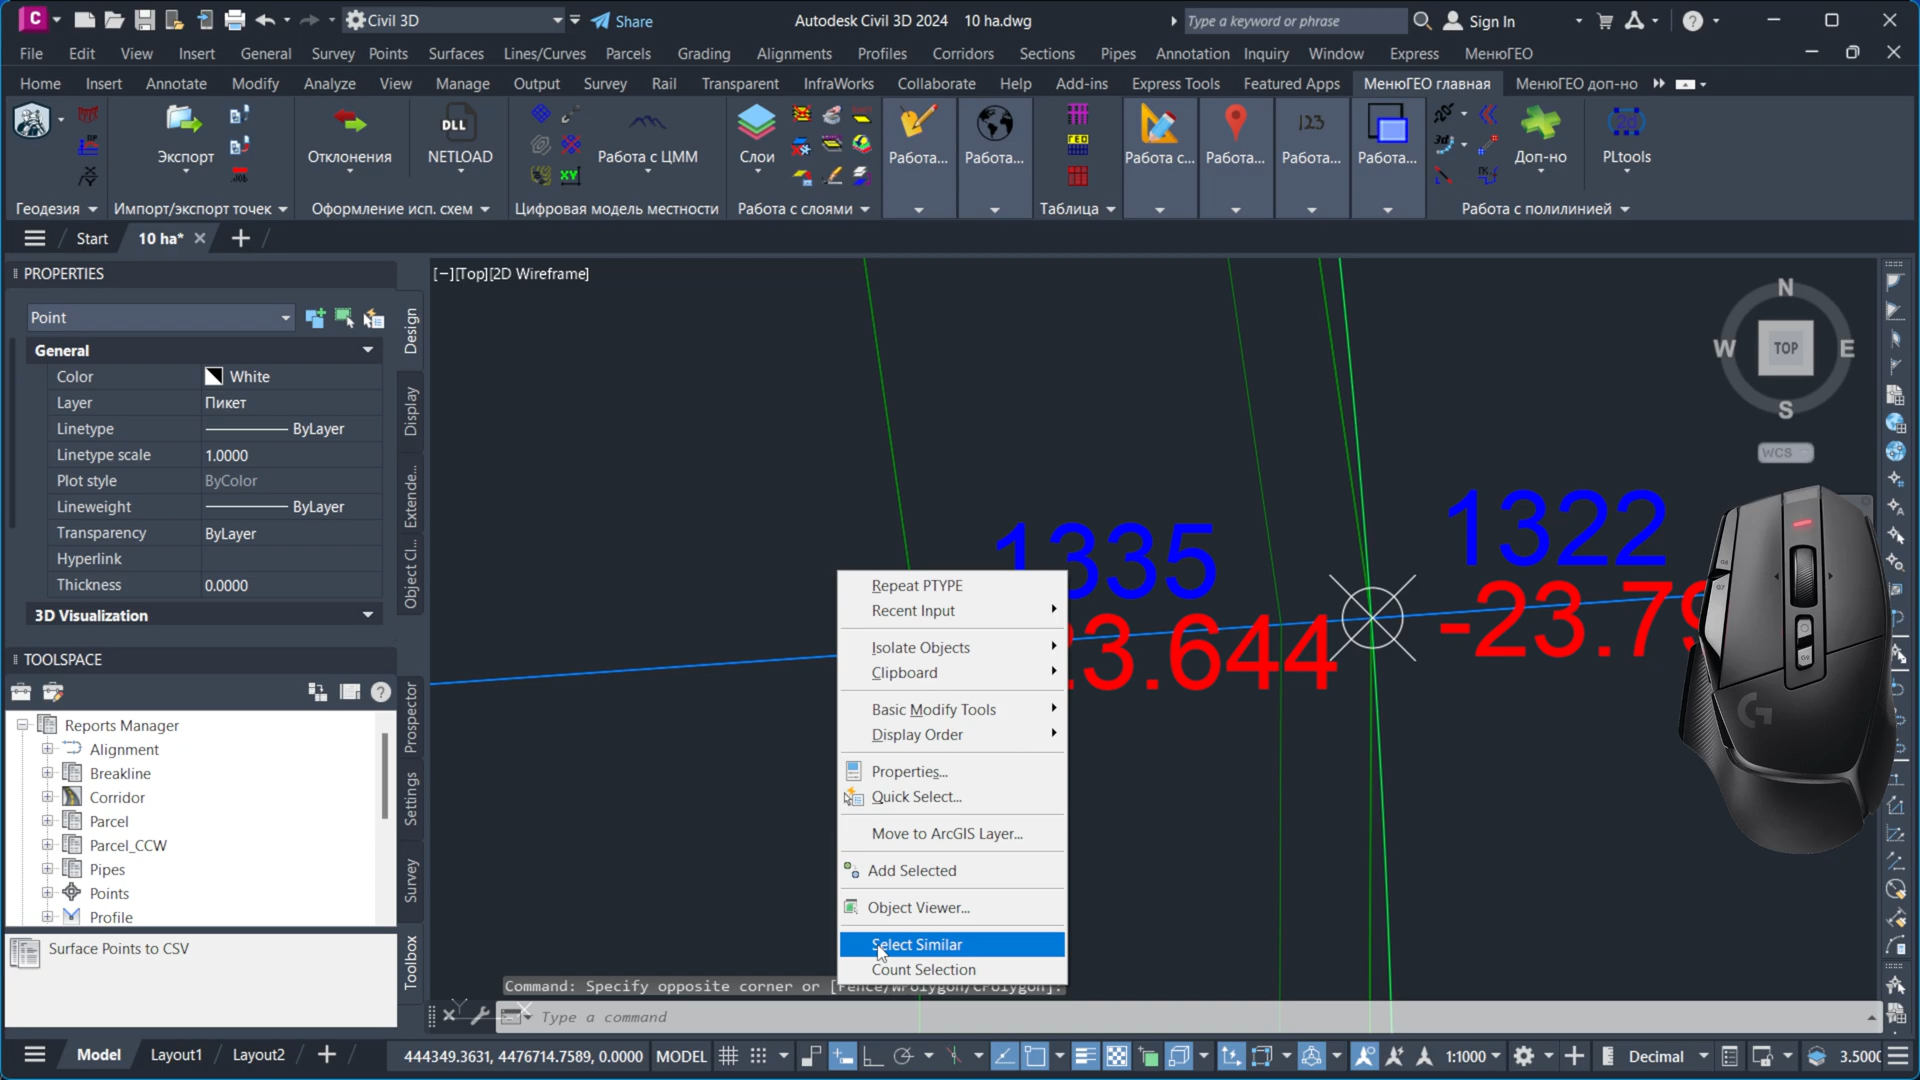 Civil 3D
Share
Autodesk Civil 3D 2024 10 ha.dwg
Type a keyword or phrase
Sign In
File Edit View Insert General Survey Points Surfaces Lines/Curves Parcels Grading Alignments Profiles Corridors Sections Pipes Annotation Inquiry Window Express МенюГЕО
Home Insert Annotate Modify Analyze View Manage Output Survey Rail Transparent InfraWorks Collaborate Help Add-ins Express Tools Featured Apps МенюГЕО главная МенюГЕО доп-но
Экспорт Отклонения NETLOAD Работа с ЦММ Слои Работа... Работа... Работа с... Работа... Работа... Работа... Доп-но PLtools
Геодезия Импорт/экспорт точек Оформление исп. схем Цифровая модель местности Работа с слоями Таблица Работа с полилинией
Start 10 ha*
PROPERTIES
Point
General
Color White
Layer Пикет
Linetype ByLayer
Linetype scale 1.0000
Plot style ByColor
Lineweight ByLayer
Transparency ByLayer
Hyperlink
Thickness 0.0000
3D Visualization
Design
Display
Extende...
Object Cl...
TOOLSPACE
Reports Manager
Alignment
Breakline
Corridor
Parcel
Parcel_CCW
Pipes
Points
Profile
Surface Points to CSV
Prospector
Settings
Survey
Toolbox
[−][Top][2D Wireframe]
N
W TOP E
S
WCS
1335
23.644
1322
-23.79
Repeat PTYPE
Recent Input
Isolate Objects
Clipboard
Basic Modify Tools
Display Order
Properties...
Quick Select...
Move to ArcGIS Layer...
Add Selected
Object Viewer...
Select Similar
Count Selection
Command: Specify opposite corner or [Fence/WPolygon/CPolygon]:
Type a command
Model Layout1 Layout2
444349.3631, 4476714.7589, 0.0000 MODEL 1:1000 Decimal 3.5000